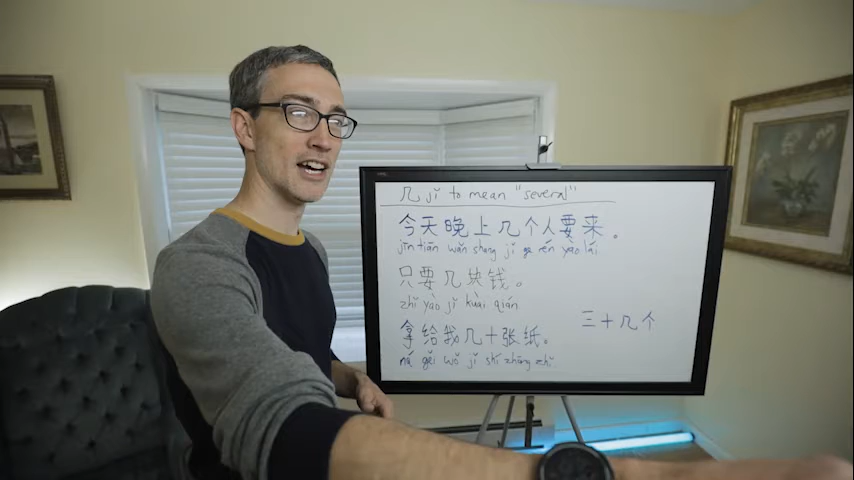 几 jǐ to mean "several"
今天晚上几个人要来。
jīn tiān wǎn shang jǐ ge rén yào lái
只要几块钱。
zhǐ yào jǐ kuài qián
三十几个
拿给我几十张纸。
ná gěi wǒ jǐ shí zhāng zhǐ